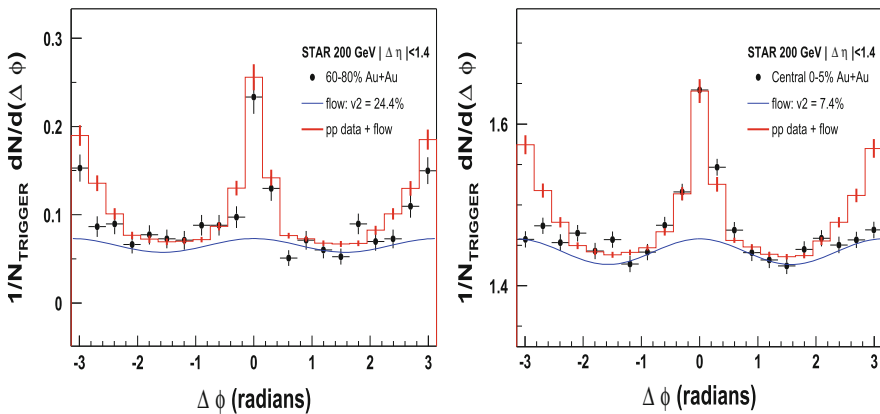 1/N_TRIGGER dN/d(Δ ϕ)
0.3
0.2
0.1
0
STAR 200 GeV | Δ η |<1.4
60-80% Au+Au
flow: v2 = 24.4%
pp data + flow
-3 -2 -1 0 1 2 3
Δ ϕ (radians)
1/N_TRIGGER dN/d(Δ ϕ)
1.6
1.4
STAR 200 GeV | Δ η |<1.4
Central 0-5% Au+Au
flow: v2 = 7.4%
pp data + flow
-3 -2 -1 0 1 2 3
Δ ϕ (radians)